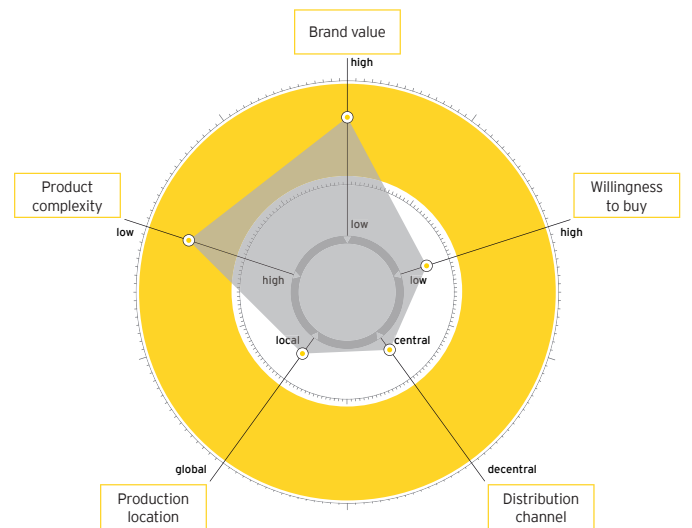 Brand value
high
Product
complexity
low
Willingness
to buy
high
low
high
low
local
central
global
decentral
Production
location
Distribution
channel